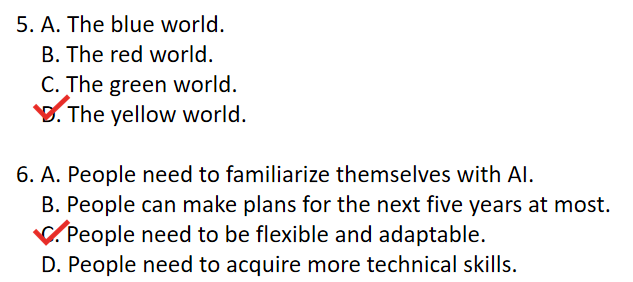 5. A. The blue world.
B. The red world.
C. The green world.
D. The yellow world.
6. A. People need to familiarize themselves with AI.
B. People can make plans for the next five years at most.
C. People need to be flexible and adaptable.
D. People need to acquire more technical skills.